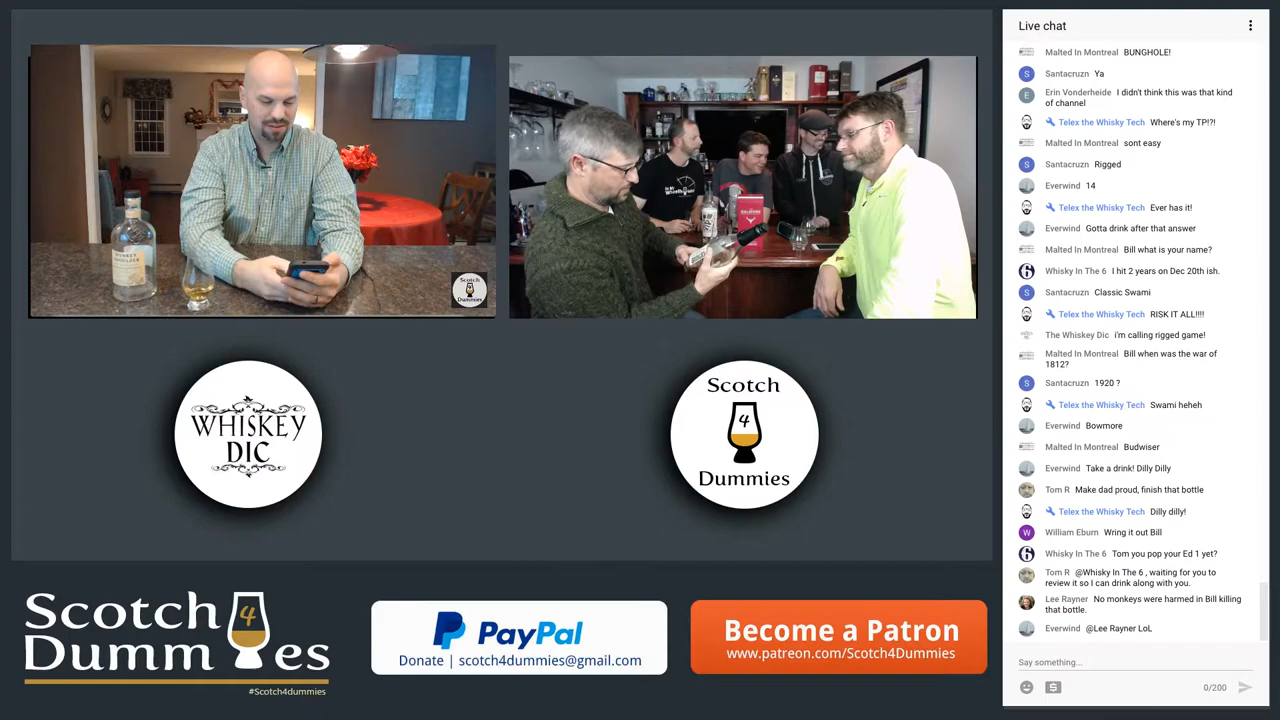 MONKEY
SHOULDER
Scotch
4
Dummies
WHISKEY
DIC
Scotch
4
Dummies
Scotch
4
Dummies
#Scotch4dummies
PayPal
Donate | scotch4dummies@gmail.com
Become a Patron
www.patreon.com/Scotch4Dummies
Live chat
Malted In Montreal BUNGHOLE!
S Santacruzn Ya
E Erin Vonderheide I didn't think this was that kind
of channel
Telex the Whisky Tech Where's my TP!?!
Malted In Montreal sont easy
S Santacruzn Rigged
Everwind 14
Telex the Whisky Tech Ever has it!
Everwind Gotta drink after that answer
Malted In Montreal Bill what is your name?
6 Whisky In The 6 I hit 2 years on Dec 20th ish.
S Santacruzn Classic Swami
Telex the Whisky Tech RISK IT ALL!!!!
The Whiskey Dic i'm calling rigged game!
Malted In Montreal Bill when was the war of
1812?
S Santacruzn 1920 ?
Telex the Whisky Tech Swami heheh
Everwind Bowmore
Malted In Montreal Budwiser
Everwind Take a drink! Dilly Dilly
Tom R Make dad proud, finish that bottle
Telex the Whisky Tech Dilly dilly!
W William Eburn Wring it out Bill
6 Whisky In The 6 Tom you pop your Ed 1 yet?
Tom R @Whisky In The 6 , waiting for you to
review it so I can drink along with you.
Lee Rayner No monkeys were harmed in Bill killing
that bottle.
Everwind @Lee Rayner LoL
Say something...
0/200